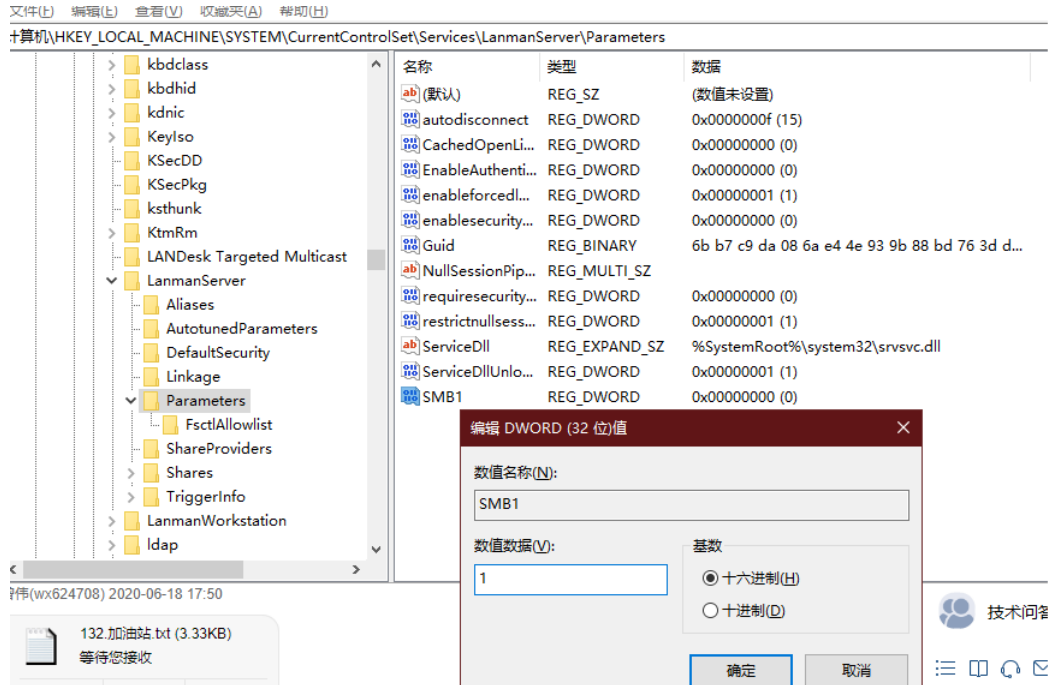 文件(F) 编辑(E) 查看(V) 收藏夹(A) 帮助(H)
计算机\HKEY_LOCAL_MACHINE\SYSTEM\CurrentControlSet\Services\LanmanServer\Parameters
kbdclass
kbdhid
kdnic
KeyIso
KSecDD
KSecPkg
ksthunk
KtmRm
LANDesk Targeted Multicast
LanmanServer
Aliases
AutotunedParameters
DefaultSecurity
Linkage
Parameters
FsctlAllowlist
ShareProviders
Shares
TriggerInfo
LanmanWorkstation
ldap
名称 类型 数据
(默认) REG_SZ (数值未设置)
autodisconnect REG_DWORD 0x0000000f (15)
CachedOpenLi... REG_DWORD 0x00000000 (0)
EnableAuthenti... REG_DWORD 0x00000000 (0)
enableforcedl... REG_DWORD 0x00000001 (1)
enablesecurity... REG_DWORD 0x00000000 (0)
Guid REG_BINARY 6b b7 c9 da 08 6a e4 4e 93 9b 88 bd 76 3d d...
NullSessionPip... REG_MULTI_SZ
requiresecurity... REG_DWORD 0x00000000 (0)
restrictnullsess... REG_DWORD 0x00000001 (1)
ServiceDll REG_EXPAND_SZ %SystemRoot%\system32\srvsvc.dll
ServiceDllUnlo... REG_DWORD 0x00000001 (1)
SMB1 REG_DWORD 0x00000000 (0)
编辑 DWORD (32 位)值
数值名称(N):
SMB1
数值数据(V):
1
基数
十六进制(H)
十进制(D)
确定 取消
伟(wx624708) 2020-06-18 17:50
132.加油站.txt (3.33KB)
等待您接收
技术问答